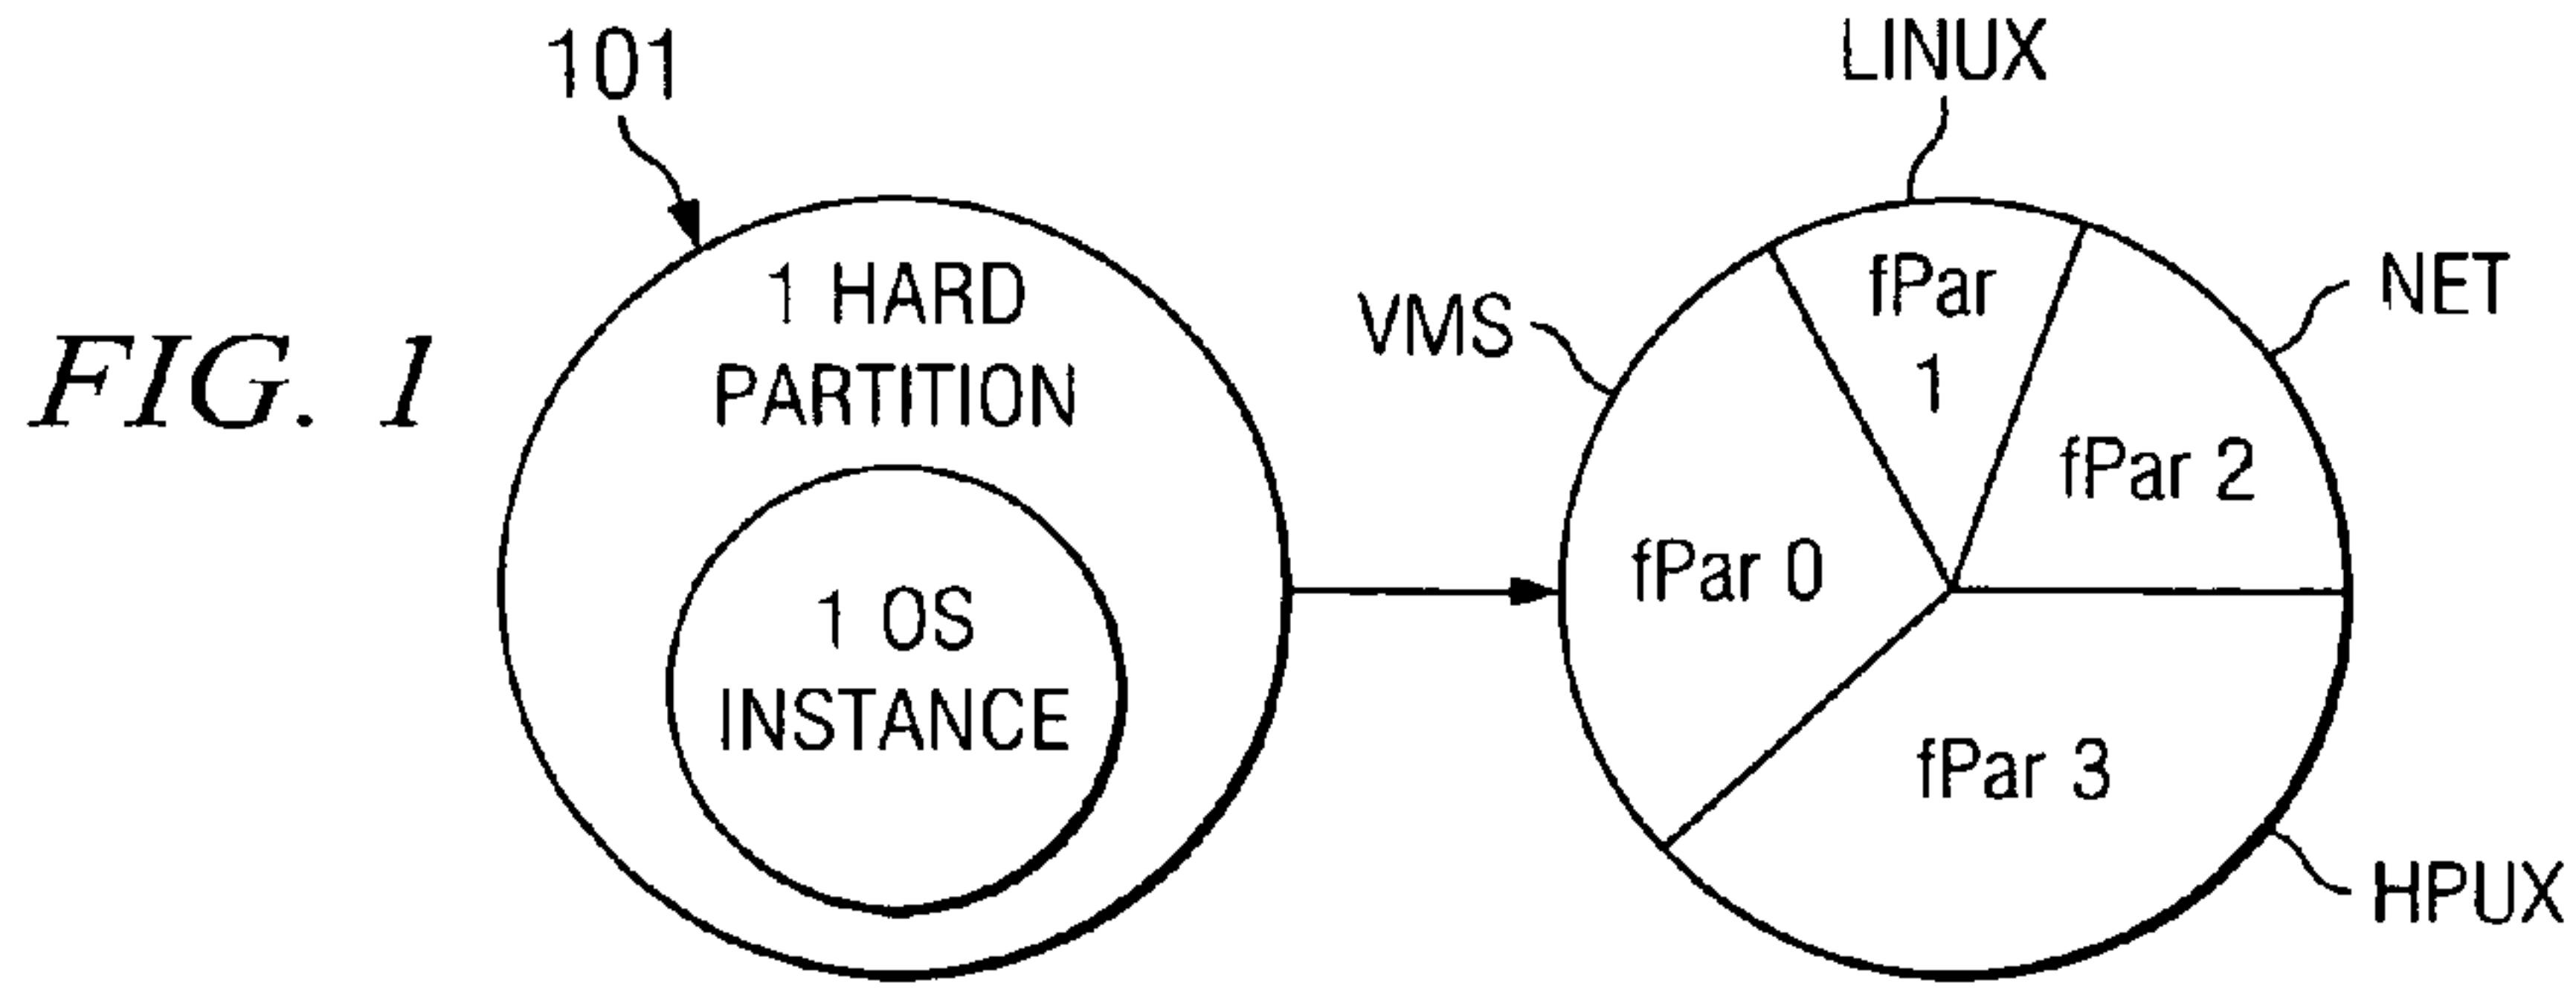 FIG. 1
101
1 HARD
PARTITION
1 OS
INSTANCE
LINUX
VMS
NET
HPUX
fPar
1
fPar 2
fPar 0
fPar 3